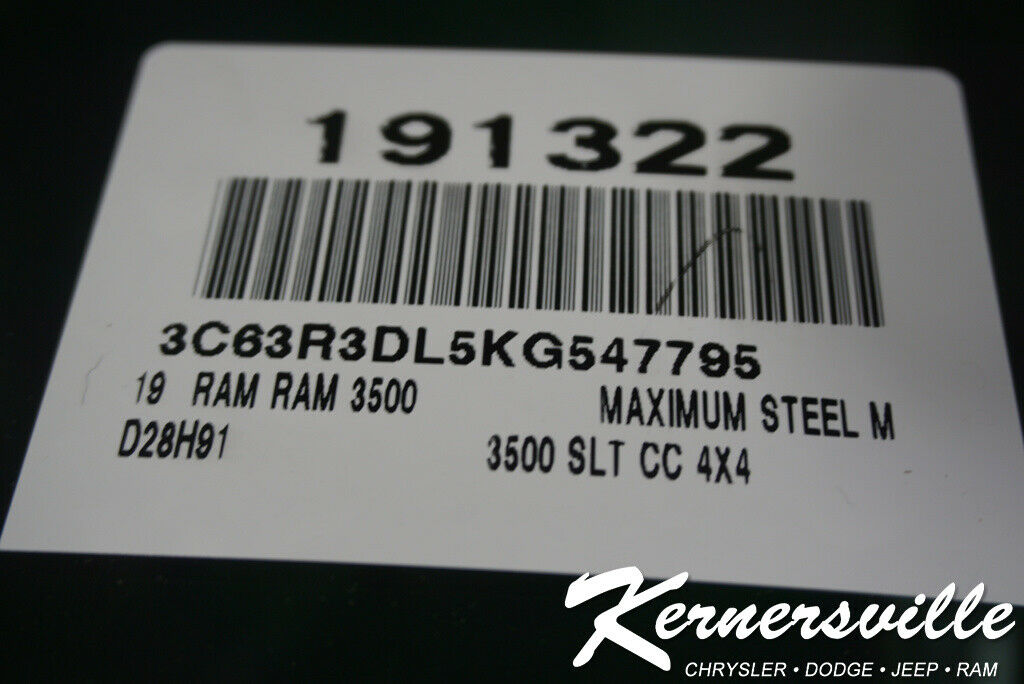 191322
3C63R3DL5KG547795
19 RAM RAM 3500 MAXIMUM STEEL M
D28H91 3500 SLT CC 4X4
Kernersville
CHRYSLER • DODGE • JEEP • RAM